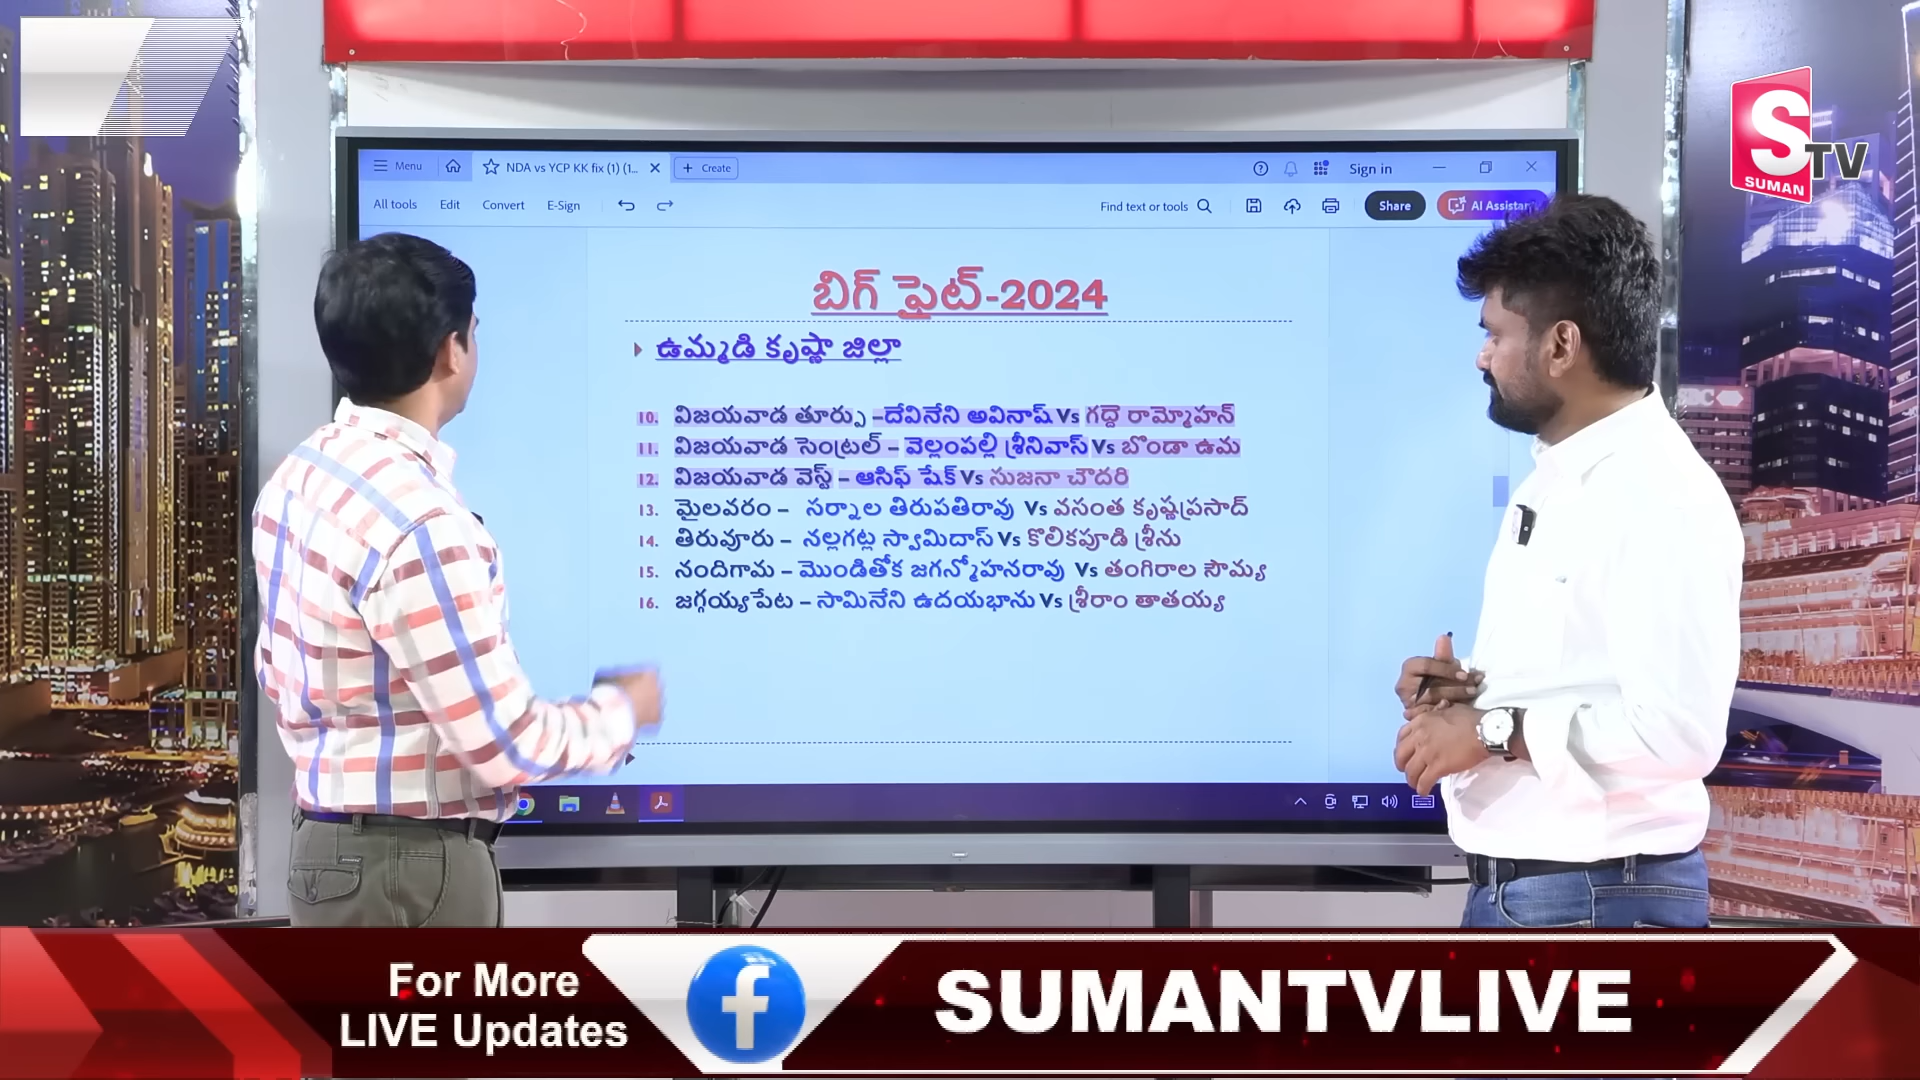 S
SUMAN
TV
Menu
NDA vs YCP KK fix (1) (1...
Create
Sign in
All tools
Edit
Convert
E-Sign
Find text or tools
Share
AI Assistan
బిగ్ ఫైట్-2024
ఉమ్మడి కృష్ణా జిల్లా
10. విజయవాడ తూర్పు –దేవినేని అవినాష్ Vs గద్దె రామ్మోహన్
11. విజయవాడ సెంట్రల్ – వెల్లంపల్లి శ్రీనివాస్ Vs బొండా ఉమ
12. విజయవాడ వెస్ట్ – ఆసిఫ్ షేక్ Vs సుజనా చౌదరి
13. మైలవరం – సర్నాల తిరుపతిరావు Vs వసంత కృష్ణప్రసాద్
14. తిరువూరు – నల్లగట్ల స్వామిదాస్ Vs కొలికపూడి శ్రీను
15. నందిగామ – మొండితోక జగన్మోహనరావు Vs తంగిరాల సౌమ్య
16. జగ్గయ్యపేట – సామినేని ఉదయభాను Vs శ్రీరాం తాతయ్య
For More
LIVE Updates
f
SUMANTVLIVE